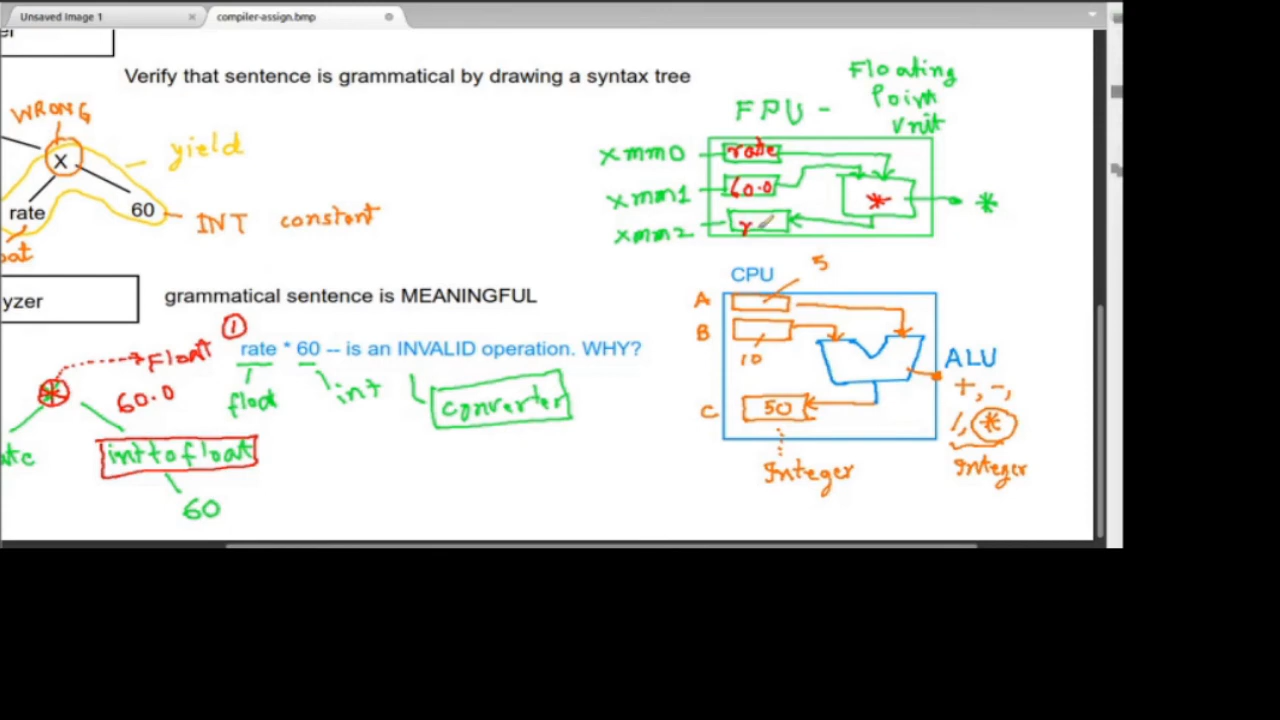 Unsaved Image 1
compiler-assign.bmp
Verify that sentence is grammatical by drawing a syntax tree
Floating
Point
Unit
FPU -
WRONG
X
yield
rate
60
INT constant
xmm0
rate
xmm1
60.0
*
*
xmm2
r
yzer
grammatical sentence is MEANINGFUL
CPU
5
A
B
10
ALU
+, -,
/, *
Integer
C
50
Integer
1
rate * 60 -- is an INVALID operation. WHY?
float
int
converter
Float
*
60.0
inttofloat
60